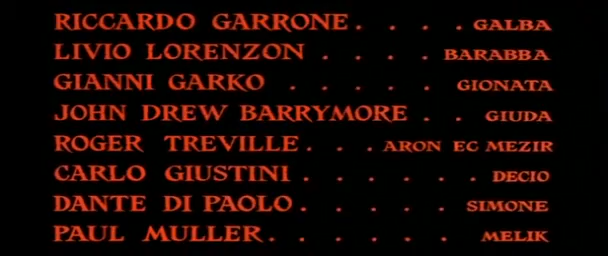 RICCARDO GARRONE. . . . GALBA
LIVIO LORENZON . . . . BARABBA
GIANNI GARKO . . . . . GIONATA
JOHN DREW BARRYMORE . . GIUDA
ROGER TREVILLE. . . ARON EC MEZIR
CARLO GIUSTINI . . . . . . DECIO
DANTE DI PAOLO. . . . . SIMONE
PAUL MULLER. . . . . . MELIK